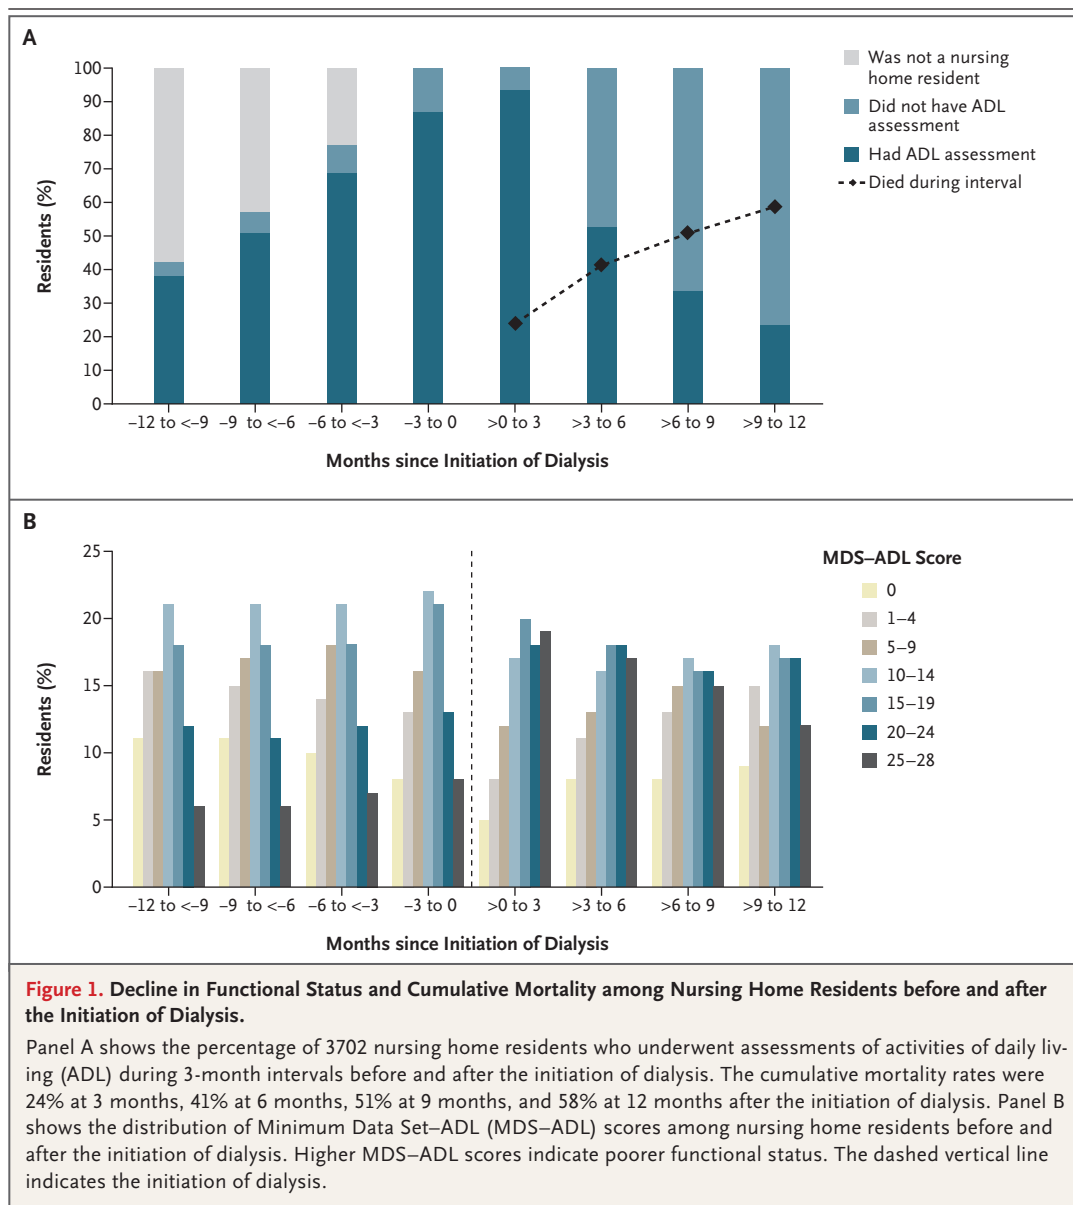 A
Was not a nursing
home resident
Did not have ADL
assessment
Had ADL assessment
Died during interval
Residents (%)
100
90
80
70
60
50
40
30
20
10
0
–12 to <–9
–9 to <–6
–6 to <–3
–3 to 0
>0 to 3
>3 to 6
>6 to 9
>9 to 12
Months since Initiation of Dialysis
B
MDS–ADL Score
0
1–4
5–9
10–14
15–19
20–24
25–28
Residents (%)
25
20
15
10
5
0
–12 to <–9
–9 to <–6
–6 to <–3
–3 to 0
>0 to 3
>3 to 6
>6 to 9
>9 to 12
Months since Initiation of Dialysis
Figure 1. Decline in Functional Status and Cumulative Mortality among Nursing Home Residents before and after
the Initiation of Dialysis.
Panel A shows the percentage of 3702 nursing home residents who underwent assessments of activities of daily liv-
ing (ADL) during 3-month intervals before and after the initiation of dialysis. The cumulative mortality rates were
24% at 3 months, 41% at 6 months, 51% at 9 months, and 58% at 12 months after the initiation of dialysis. Panel B
shows the distribution of Minimum Data Set–ADL (MDS–ADL) scores among nursing home residents before and
after the initiation of dialysis. Higher MDS–ADL scores indicate poorer functional status. The dashed vertical line
indicates the initiation of dialysis.